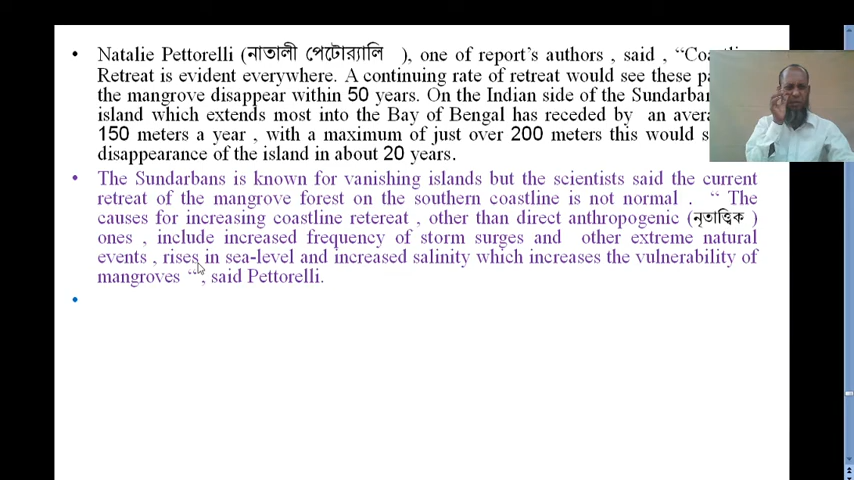 • Natalie Pettorelli (নাতালী পেটোর‍্যালি ), one of report's authors , said , “Coastline
Retreat is evident everywhere. A continuing rate of retreat would see these pa
the mangrove disappear within 50 years. On the Indian side of the Sundarba
island which extends most into the Bay of Bengal has receded by an avera
150 meters a year , with a maximum of just over 200 meters this would s
disappearance of the island in about 20 years.
• The Sundarbans is known for vanishing islands but the scientists said the current
retreat of the mangrove forest on the southern coastline is not normal . “ The
causes for increasing coastline retereat , other than direct anthropogenic (নৃতাত্ত্বিক )
ones , include increased frequency of storm surges and other extreme natural
events , rises in sea-level and increased salinity which increases the vulnerability of
mangroves “, said Pettorelli.
•